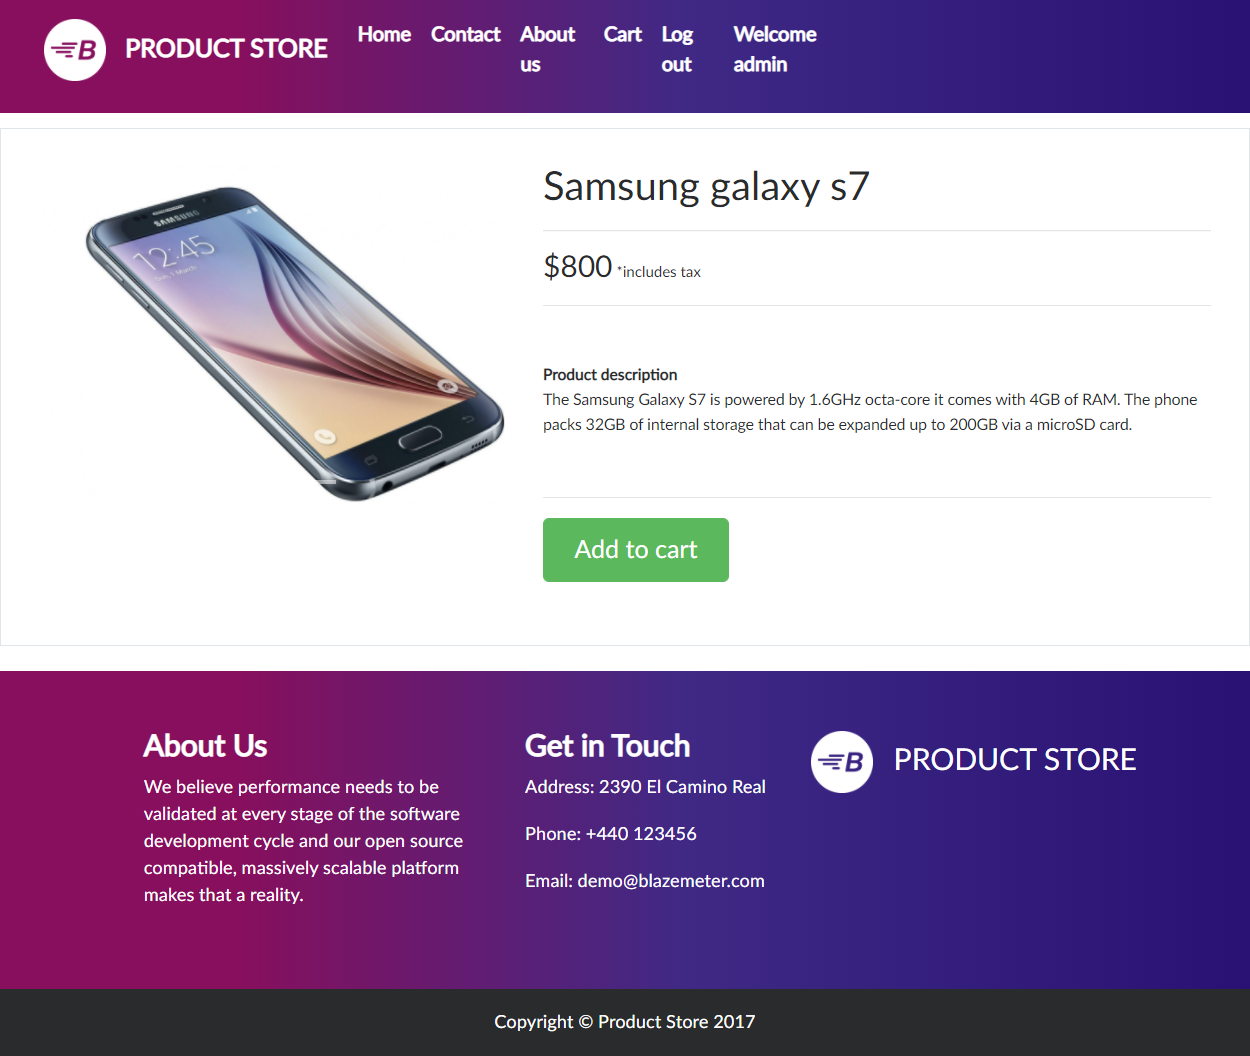 B PRODUCT STORE
Home Contact About us Cart Log out Welcome admin
SAMSUNG
12:45
Samsung galaxy s7
$800 *includes tax
Product description
The Samsung Galaxy S7 is powered by 1.6GHz octa-core it comes with 4GB of RAM. The phone
packs 32GB of internal storage that can be expanded up to 200GB via a microSD card.
Add to cart
About Us
We believe performance needs to be
validated at every stage of the software
development cycle and our open source
compatible, massively scalable platform
makes that a reality.
Get in Touch
Address: 2390 El Camino Real
Phone: +440 123456
Email: demo@blazemeter.com
B PRODUCT STORE
Copyright © Product Store 2017